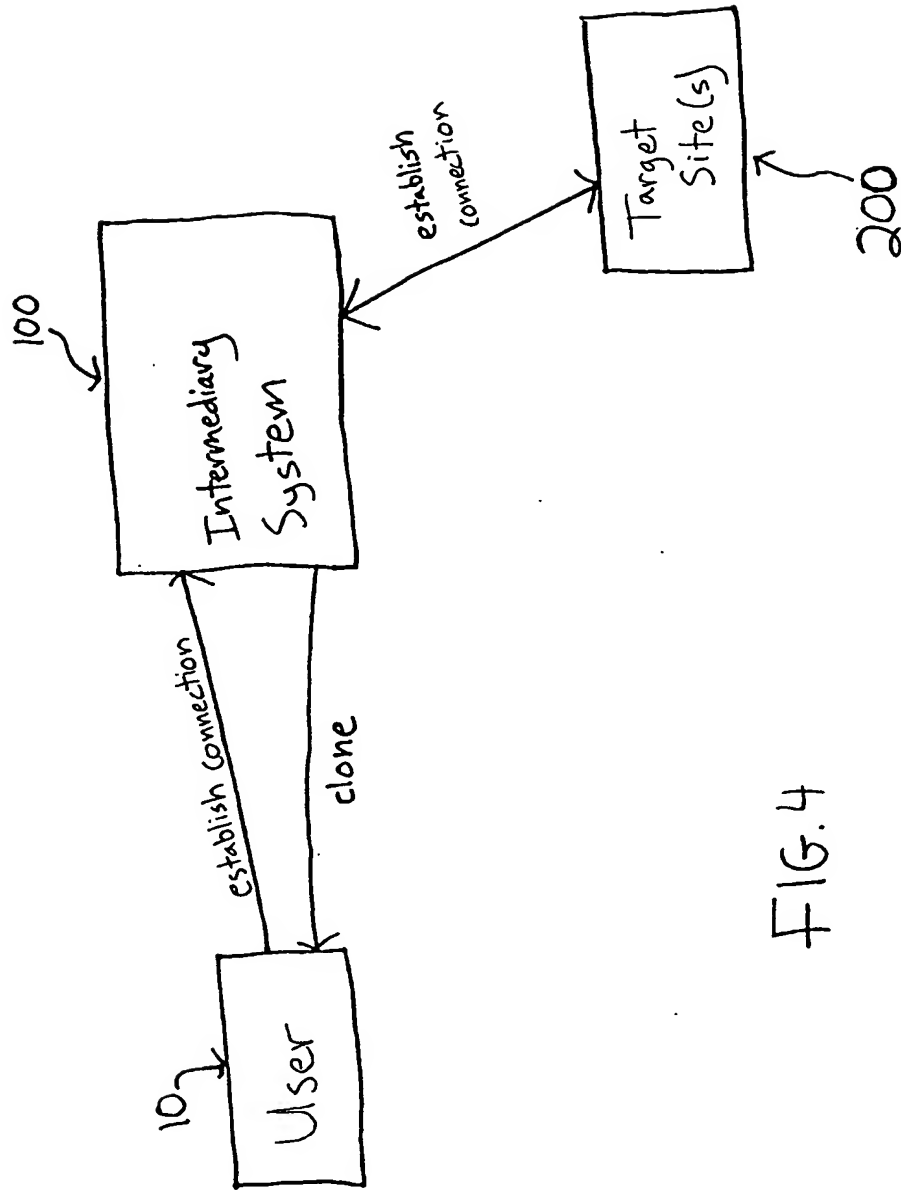 10
User
establish connection
clone
100
Intermediary
System
establish
connection
Target
Site(s)
200
FIG. 4